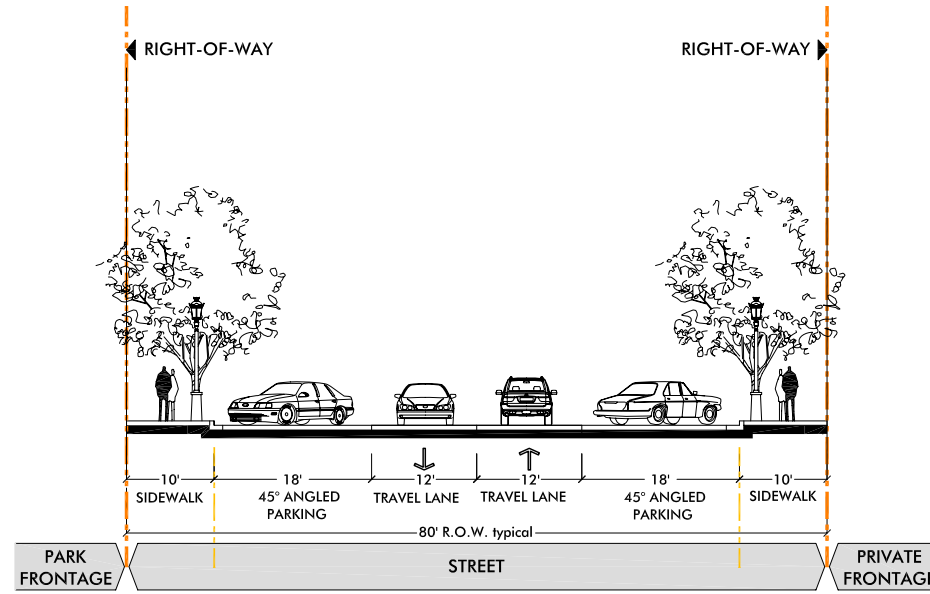 RIGHT-OF-WAY
RIGHT-OF-WAY
10'
18'
12'
12'
18'
10'
SIDEWALK
45° ANGLED
PARKING
TRAVEL LANE
TRAVEL LANE
45° ANGLED
PARKING
SIDEWALK
80' R.O.W. typical
PARK
FRONTAGE
STREET
PRIVATE
FRONTAGE